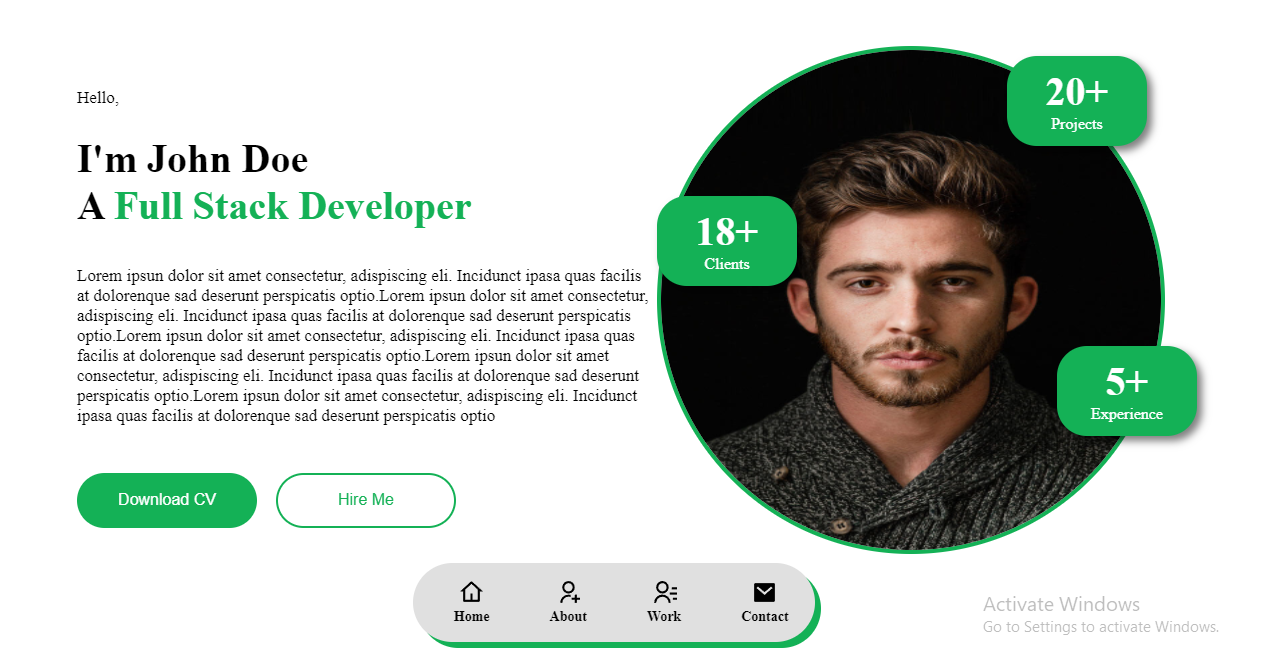 Hello,
I'm John Doe
A Full Stack Developer
Lorem ipsun dolor sit amet consectetur, adispiscing eli. Incidunct ipasa quas facilis
at dolorenque sad deserunt perspicatis optio.Lorem ipsun dolor sit amet consectetur,
adispiscing eli. Incidunct ipasa quas facilis at dolorenque sad deserunt perspicatis
optio.Lorem ipsun dolor sit amet consectetur, adispiscing eli. Incidunct ipasa quas
facilis at dolorenque sad deserunt perspicatis optio.Lorem ipsun dolor sit amet
consectetur, adispiscing eli. Incidunct ipasa quas facilis at dolorenque sad deserunt
perspicatis optio.Lorem ipsun dolor sit amet consectetur, adispiscing eli. Incidunct
ipasa quas facilis at dolorenque sad deserunt perspicatis optio
Download CV
Hire Me
20+
Projects
18+
Clients
5+
Experience
Home
About
Work
Contact
Activate Windows
Go to Settings to activate Windows.